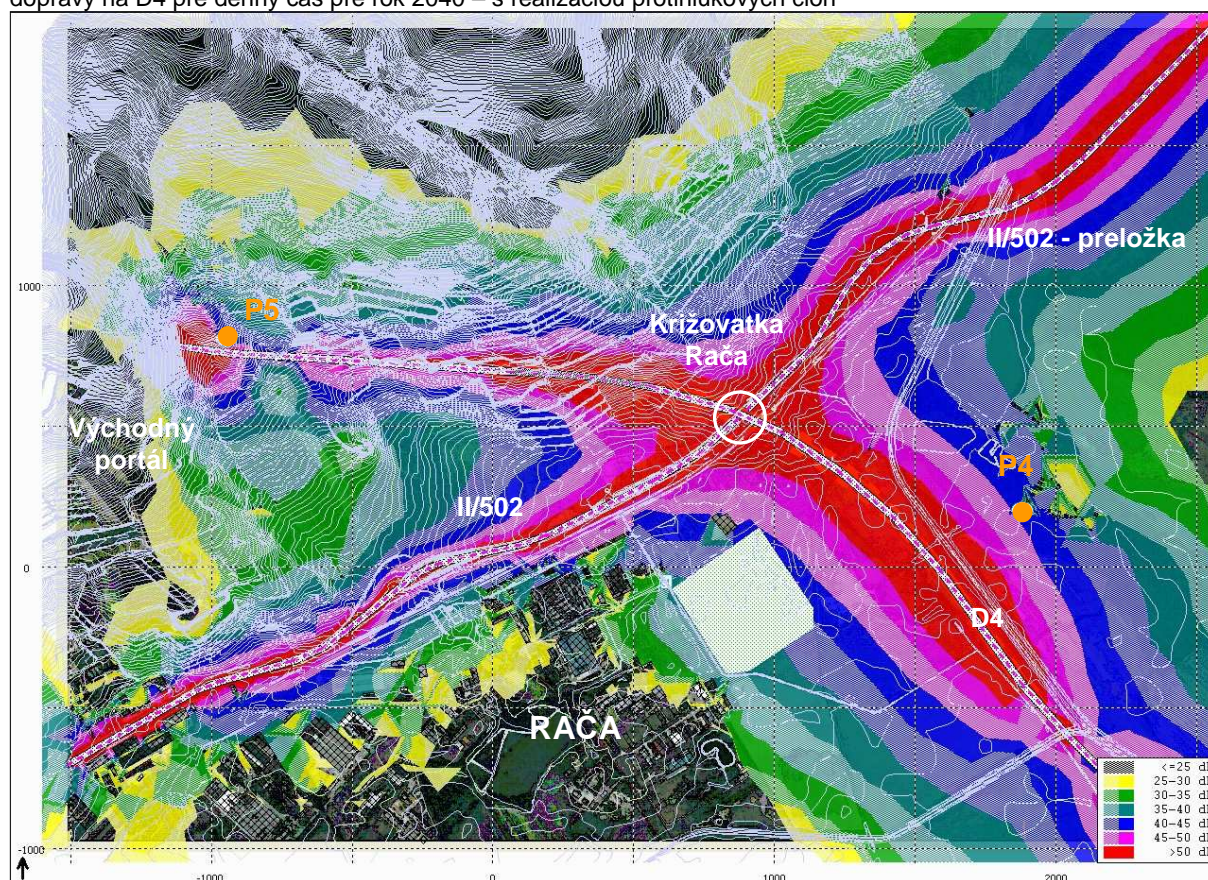 dopravy na D4 pre denný čas pre rok 2040 – s realizáciou protihlukových clôn
II/502 - preložka
1000
P5
Križovatka
Rača
Východný
portál
P4
II/502
0
D4
RAČA
<=25 dB
25-30 dB
30-35 dB
35-40 dB
40-45 dB
45-50 dB
>50 dB
-1000
-1000
0
1000
2000